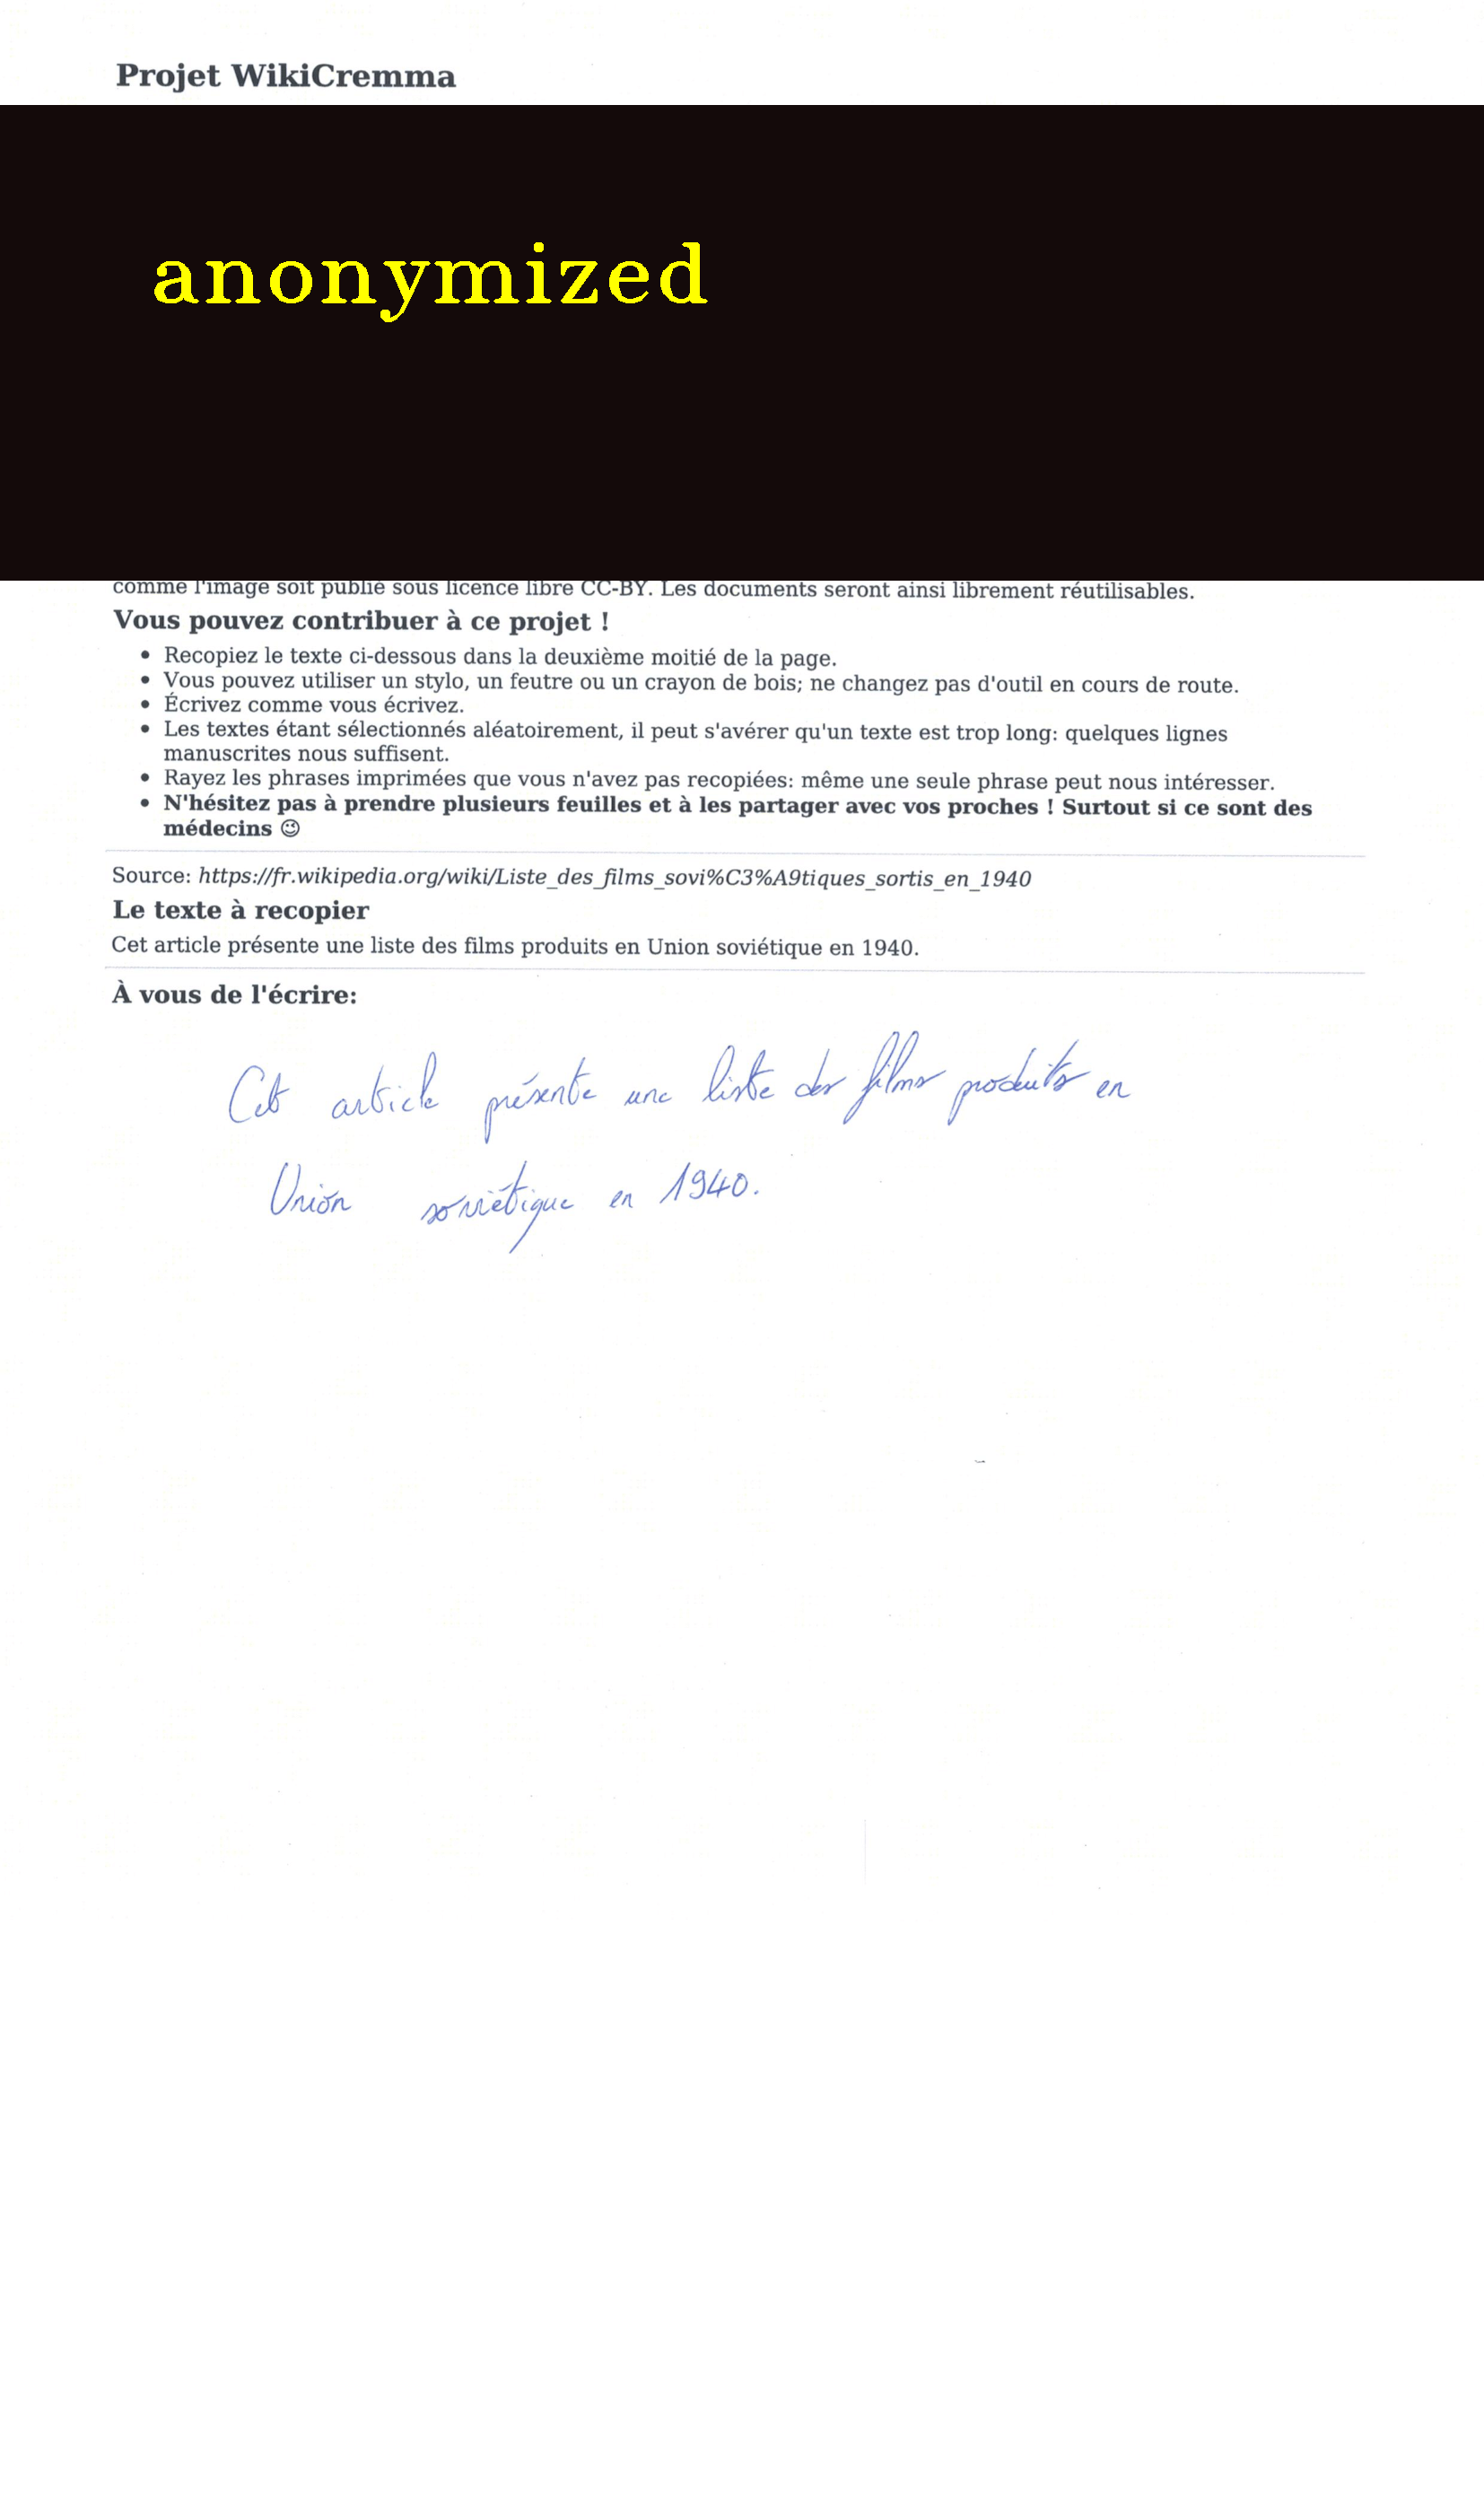 Projet WikiCremma
anonymized
comme l'image soit publié sous licence libre CC-BY. Les documents seront ainsi librement réutilisables.
Vous pouvez contribuer à ce projet !
• Recopiez le texte ci-dessous dans la deuxième moitié de la page.
• Vous pouvez utiliser un stylo, un feutre ou un crayon de bois; ne changez pas d'outil en cours de route.
• Écrivez comme vous écrivez.
• Les textes étant sélectionnés aléatoirement, il peut s'avérer qu'un texte est trop long: quelques lignes
manuscrites nous suffisent.
• Rayez les phrases imprimées que vous n'avez pas recopiées: même une seule phrase peut nous intéresser.
• N'hésitez pas à prendre plusieurs feuilles et à les partager avec vos proches ! Surtout si ce sont des
médecins ☺
Source: https://fr.wikipedia.org/wiki/Liste_des_films_sovi%C3%A9tiques_sortis_en_1940
Le texte à recopier
Cet article présente une liste des films produits en Union soviétique en 1940.
À vous de l'écrire:
Cet article présente une liste des films produits en
Union soviétique en 1940.